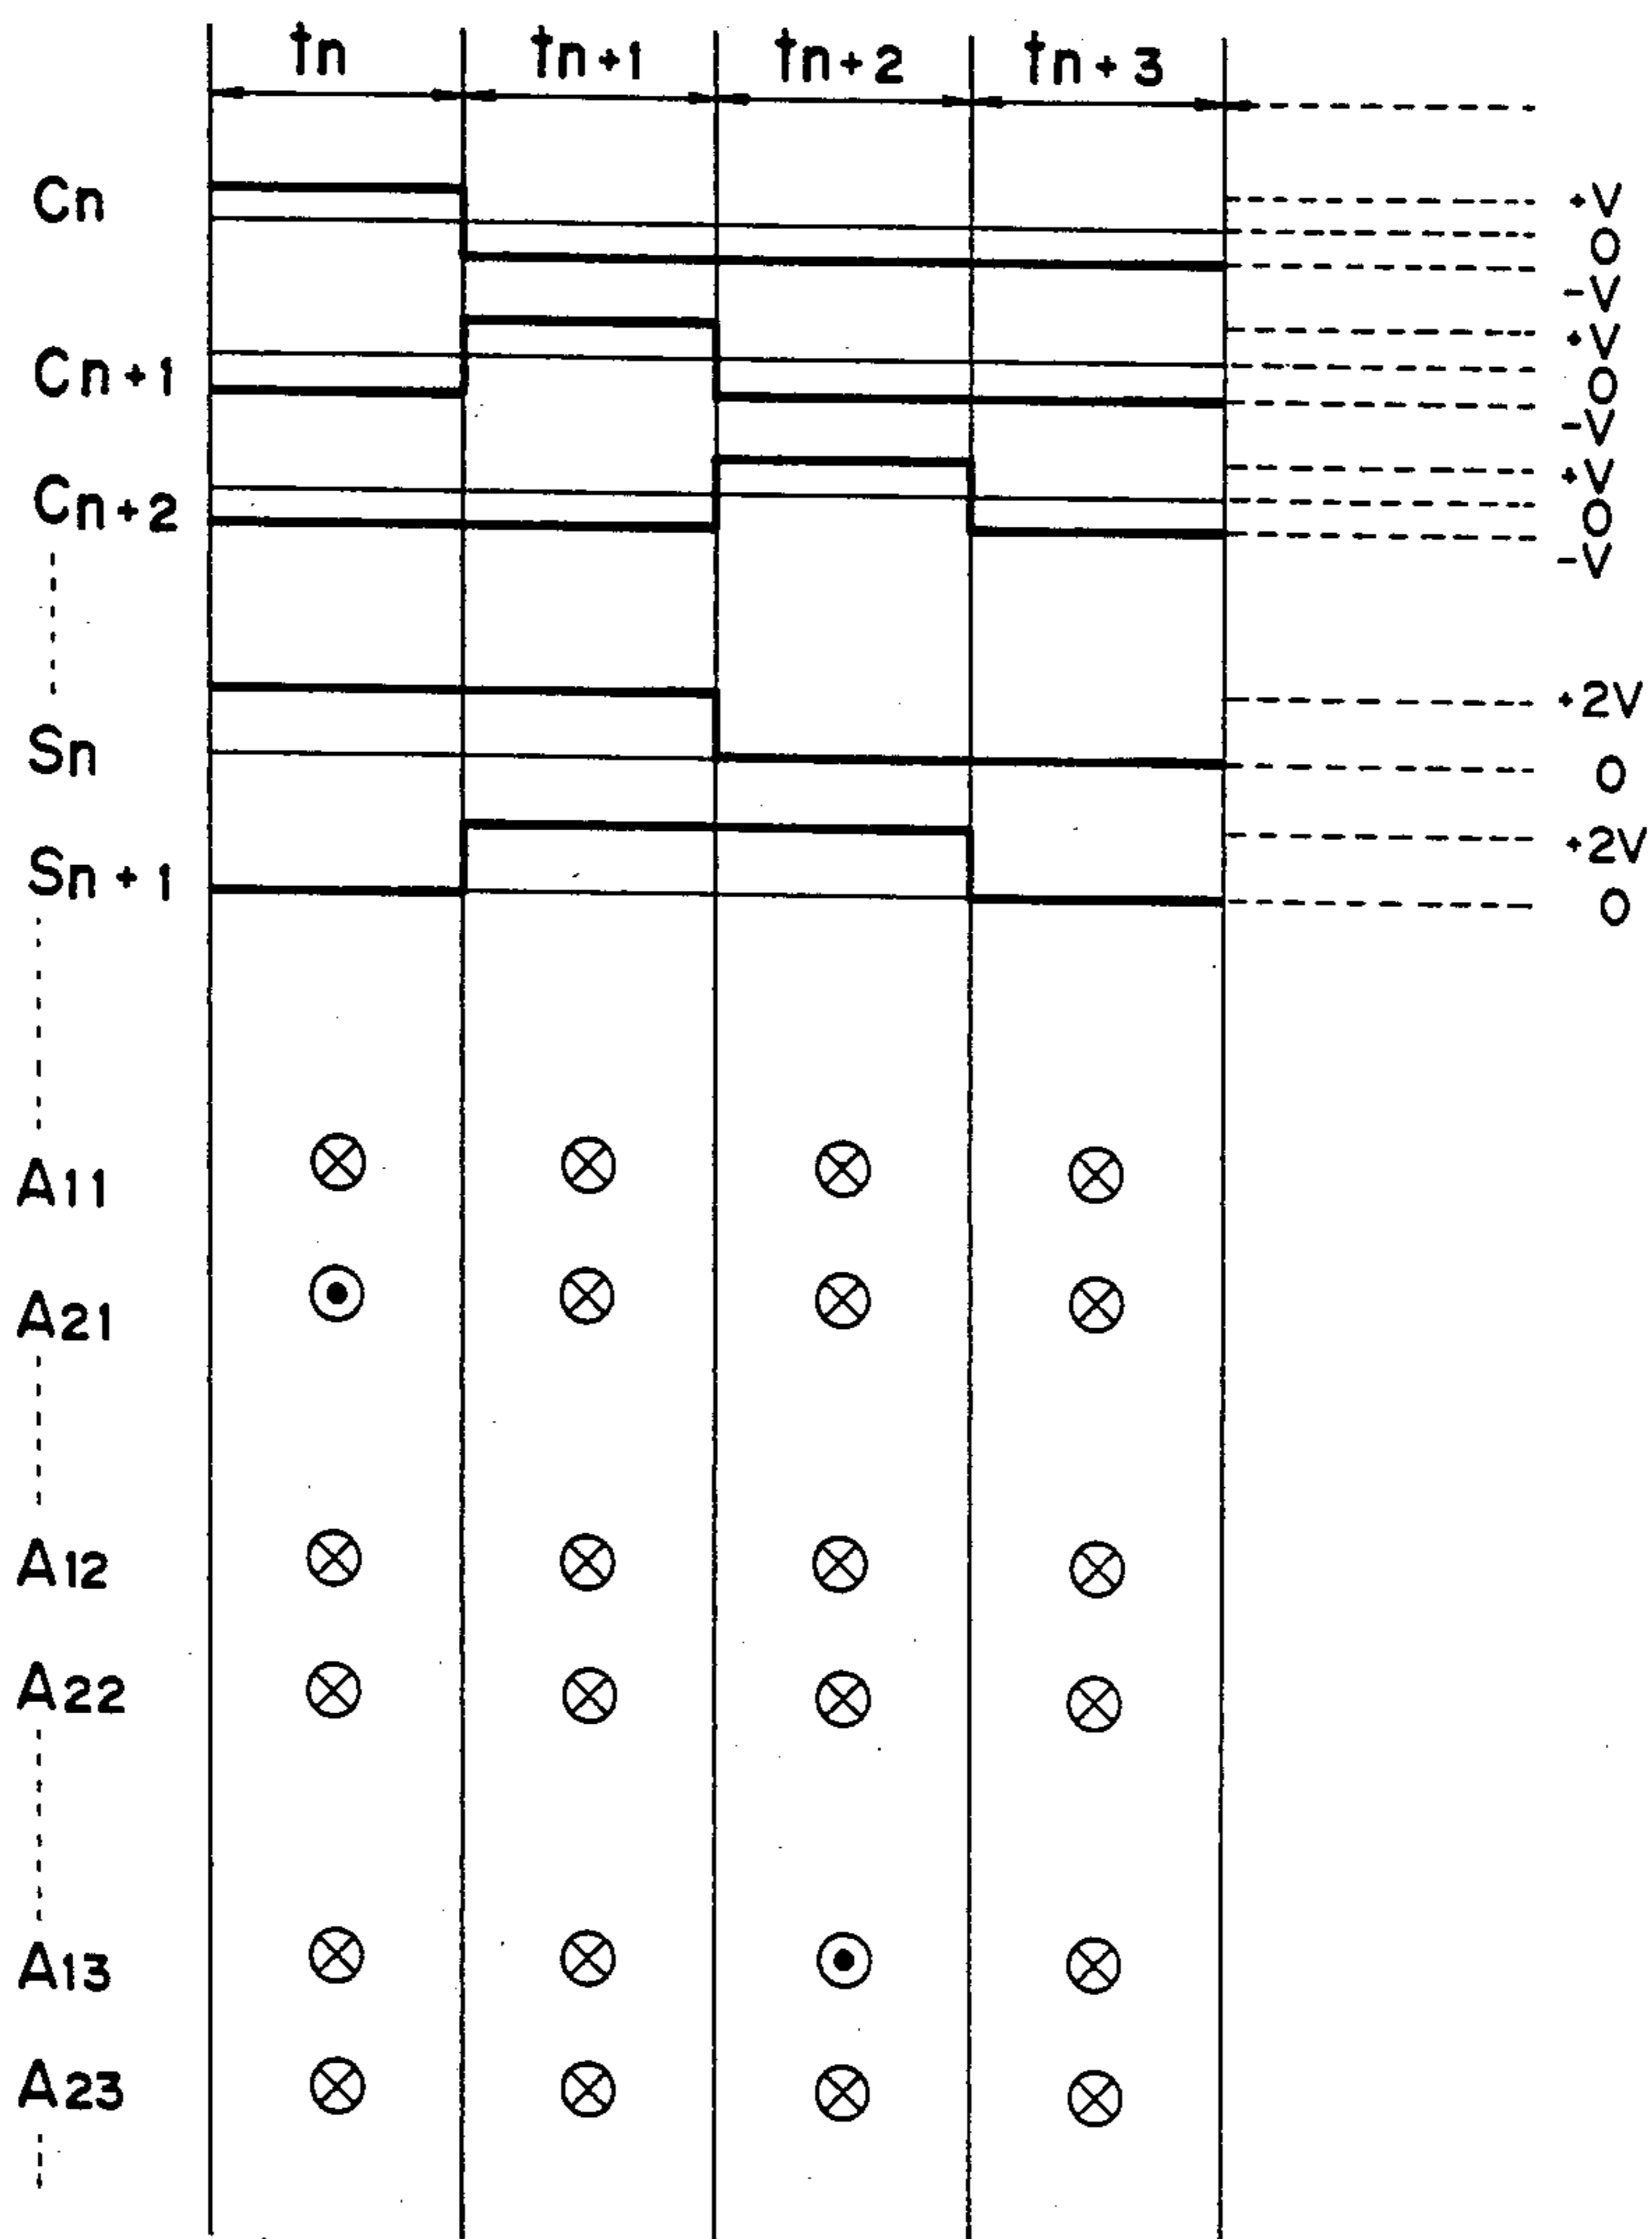 tn tn+1 tn+2 tn+3
Cn
+V
0
-V
Cn+1
+V
0
-V
Cn+2
+V
0
-V
Sn
+2V
0
Sn+1
+2V
0
A11
A21
A12
A22
A13
A23